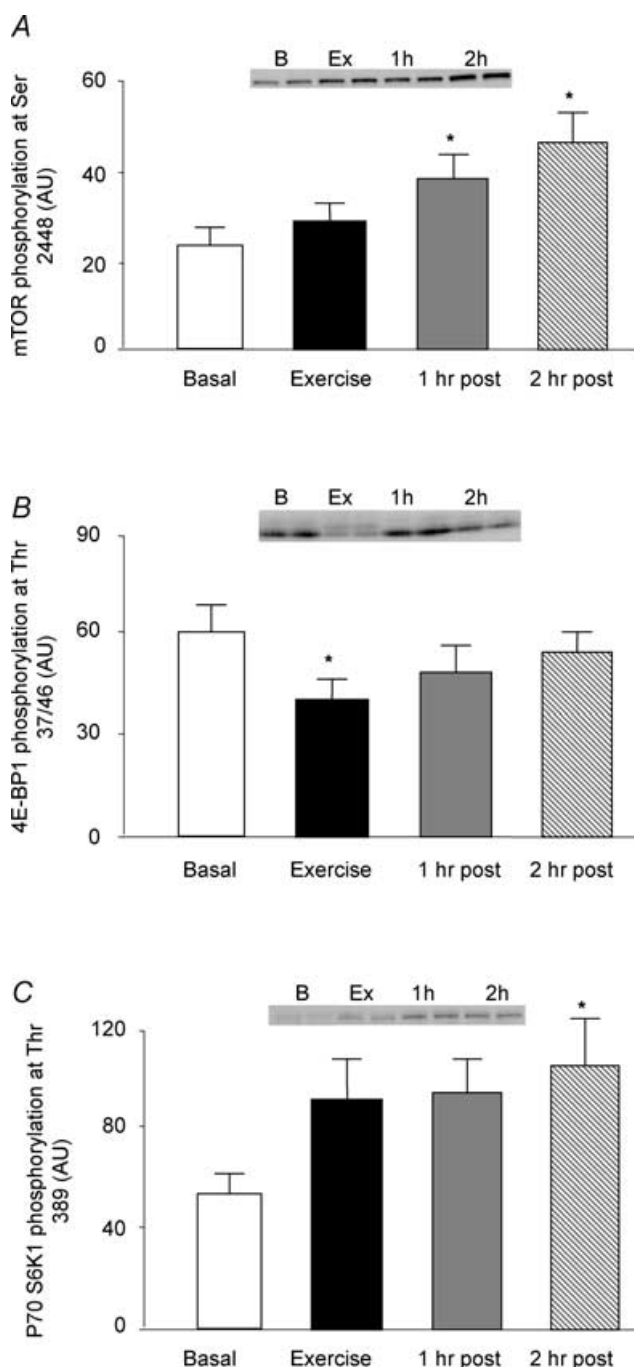 A
B Ex 1h 2h
60
40
20
0
mTOR phosphorylation at Ser
2448 (AU)
*
*
Basal Exercise 1 hr post 2 hr post
B
B Ex 1h 2h
90
60
30
0
4E-BP1 phosphorylation at Thr
37/46 (AU)
*
Basal Exercise 1 hr post 2 hr post
C
B Ex 1h 2h
120
80
40
0
P70 S6K1 phosphorylation at Thr
389 (AU)
*
Basal Exercise 1 hr post 2 hr post